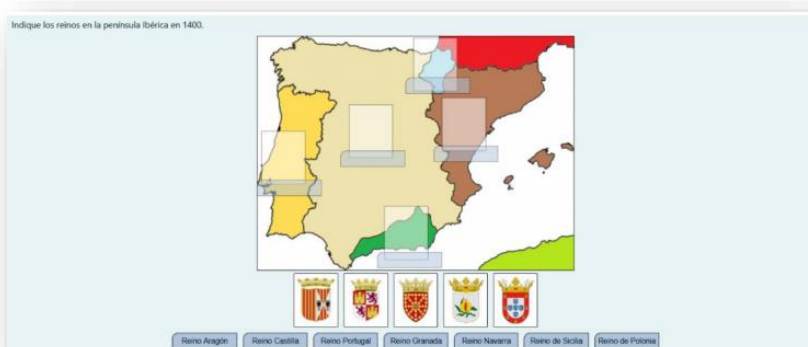 Indique los reinos en la península Ibérica en 1400.
Reino Aragón Reino Castilla Reino Portugal Reino Granada Reino Navarra Reino de Sicilia Reino de Polonia